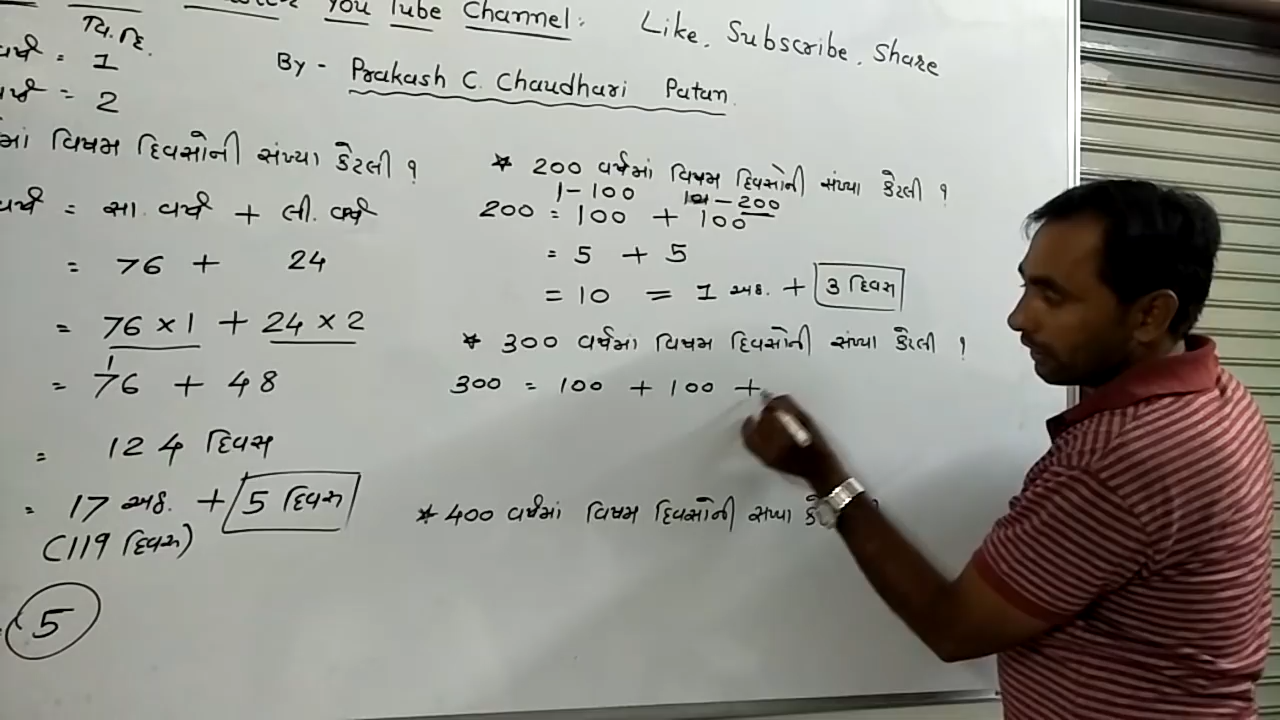 You Tube Channel: Like, Subscribe, Share
By - Prakash C. Chaudhari Patan.
વિ. દિ.
વર્ષ = 1
વર્ષ = 2
માં વિષમ દિવસોની સંખ્યા કેટલી ?
વર્ષ = સા. વર્ષ + લી. વર્ષ
= 76 + 24
= 76 × 1 + 24 × 2
= 76 + 48
= 124 દિવસ
= 17 અઠ. + 5 દિવસ
(119 દિવસ)
5
* 200 વર્ષમાં વિષમ દિવસોની સંખ્યા કેટલી ?
1 - 100 101 - 200
200 = 100 + 100
= 5 + 5
= 10 = 1 અઠ. + 3 દિવસ
* 300 વર્ષમાં વિષમ દિવસોની સંખ્યા કેટલી ?
300 = 100 + 100 +
* 400 વર્ષમાં વિષમ દિવસોની સંખ્યા